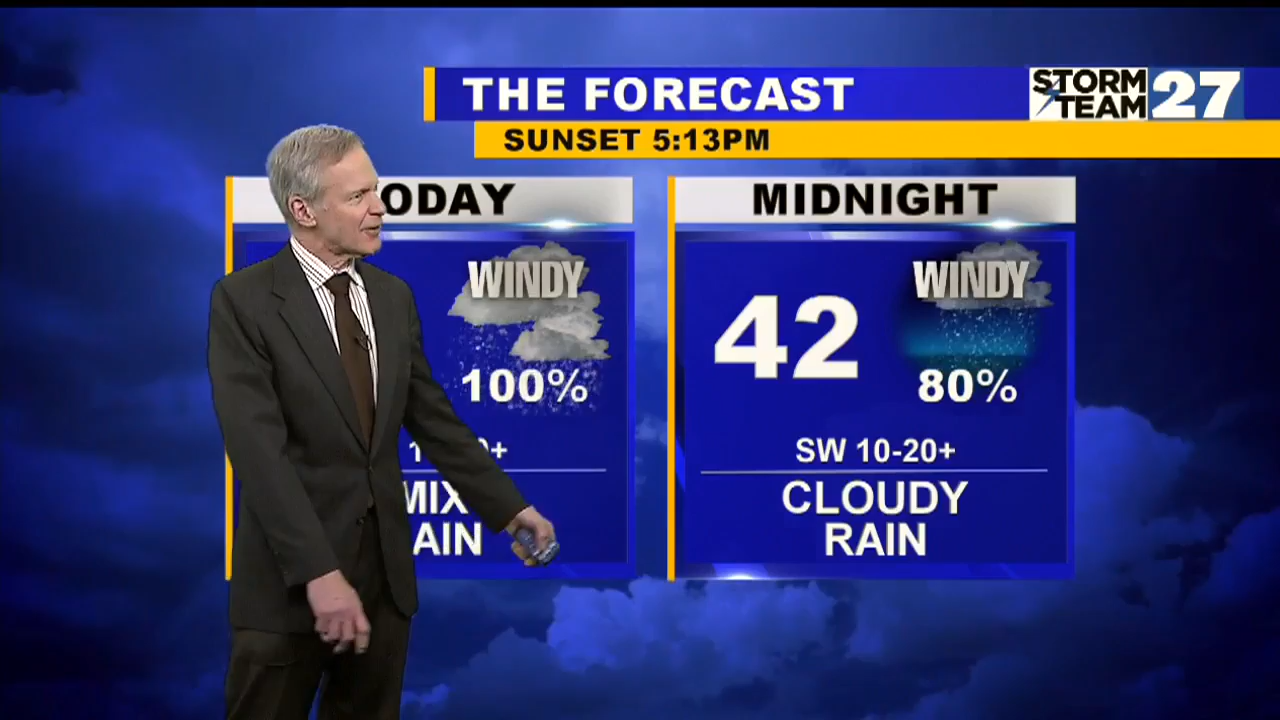 THE FORECAST
STORM TEAM 27
SUNSET 5:13PM
ODAY
WINDY
100%
MIX
AIN
MIDNIGHT
42
WINDY
80%
SW 10-20+
CLOUDY
RAIN